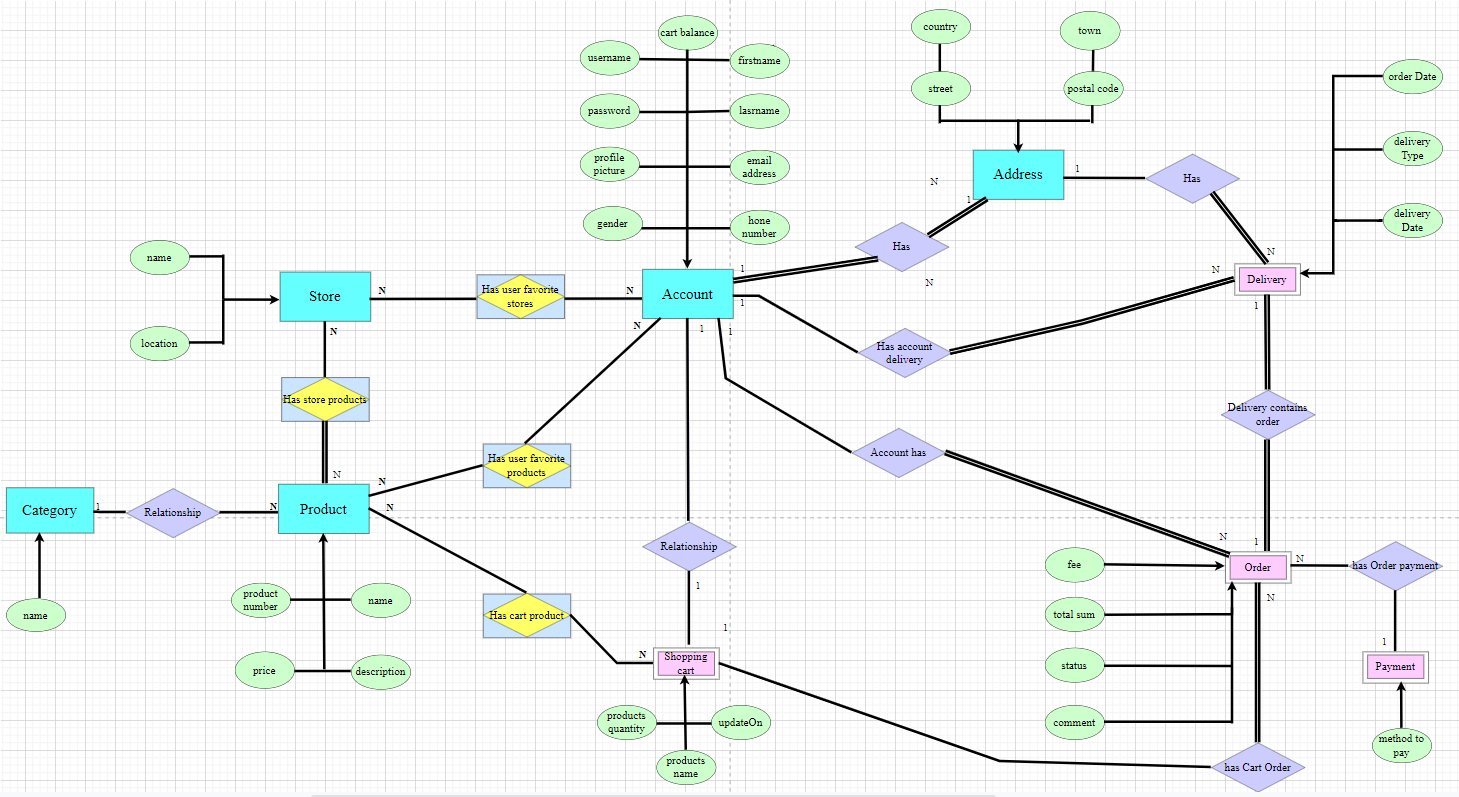 cart balance
username
firstname
password
lasrname
profile
picture
email
address
gender
hone
number
country
town
street
postal code
order Date
delivery
Type
delivery
Date
Address
1
Has
N
1
Has
N
N
N
Delivery
1
name
location
Store
N
Has user favorite
stores
N
Account
1
1
N
1
1
Has account
delivery
N
Has store products
N
Delivery contains
order
Account has
Has user favorite
products
N
Category
1
Relationship
N
Product
N
name
product
number
name
price
description
Relationship
1
Has cart product
N
1
Shopping
cart
products
quantity
updateOn
products
name
N
1
Order
N
N
has Order payment
1
Payment
method to
pay
fee
total sum
status
comment
has Cart Order